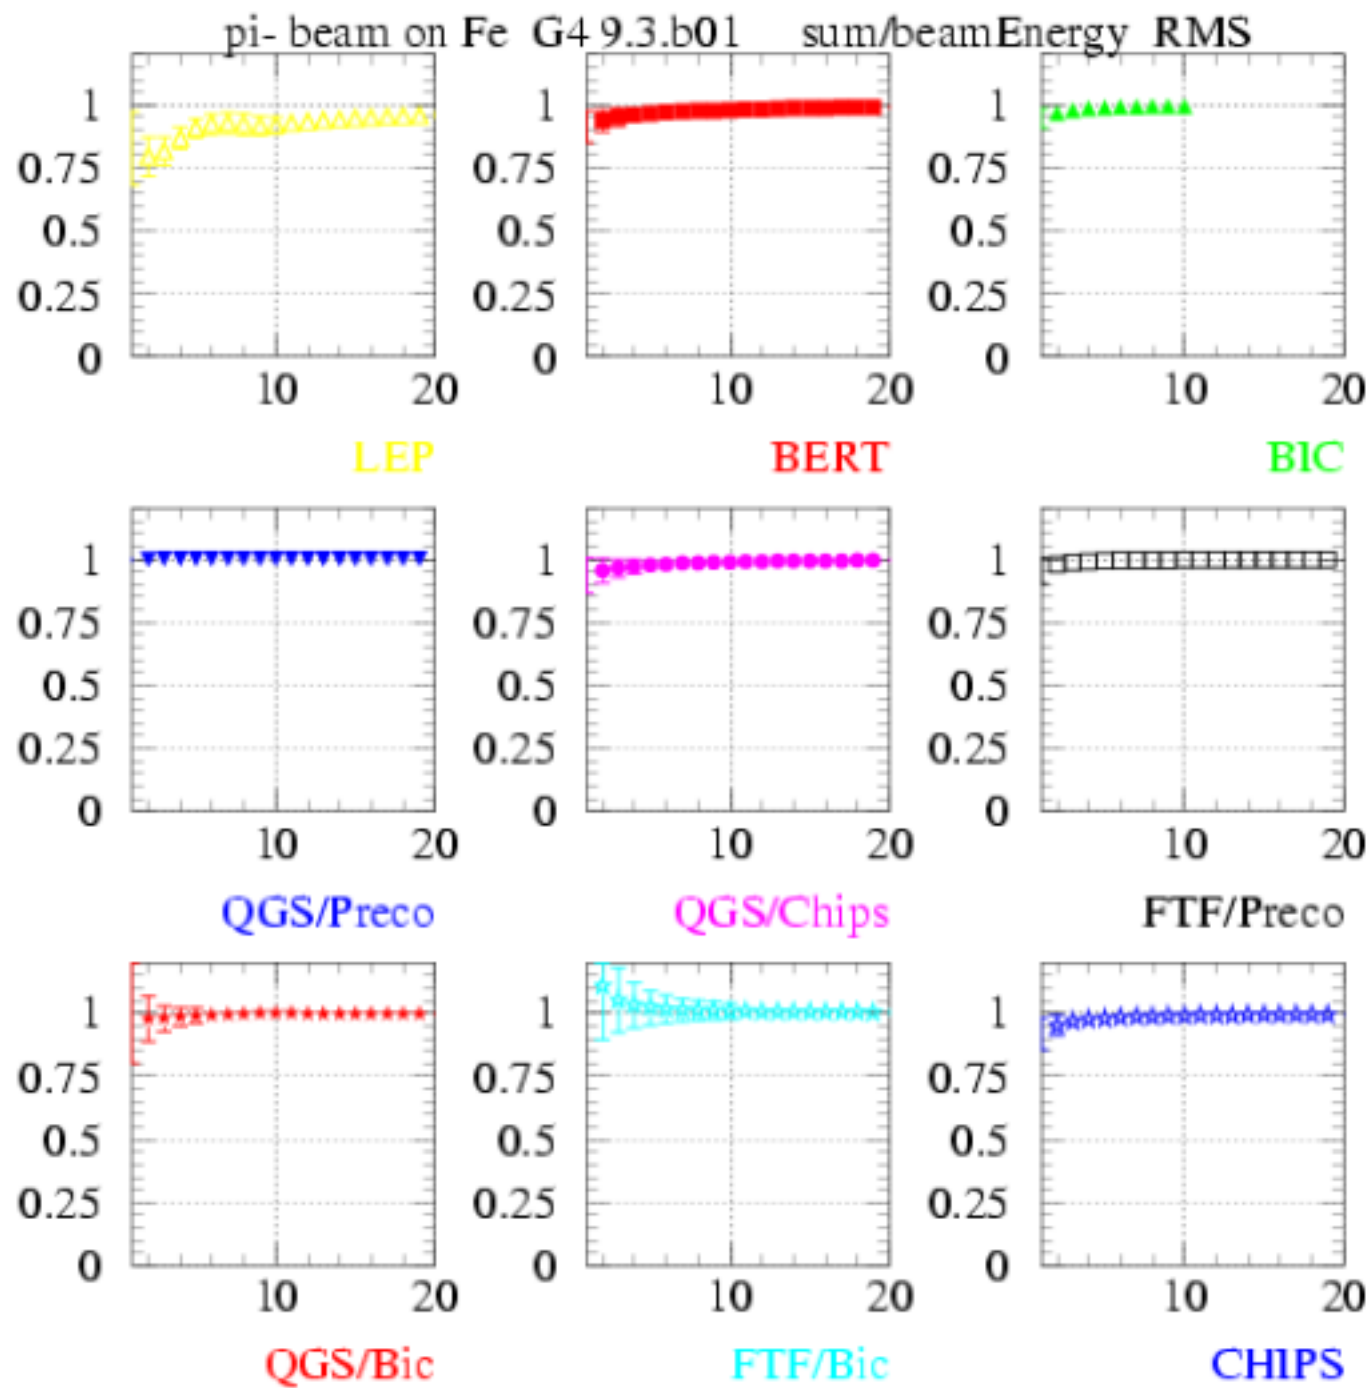 pi- beam on Fe G4 9.3.b01 sum/beamEnergy RMS
1 1 1
0.75 0.75 0.75
0.5 0.5 0.5
0.25 0.25 0.25
0 0 0
10 20 10 20 10 20
LEP BERT BIC
1 1 1
0.75 0.75 0.75
0.5 0.5 0.5
0.25 0.25 0.25
0 0 0
10 20 10 20 10 20
QGS/Preco QGS/Chips FTF/Preco
1 1 1
0.75 0.75 0.75
0.5 0.5 0.5
0.25 0.25 0.25
0 0 0
10 20 10 20 10 20
QGS/Bic FTF/Bic CHIPS